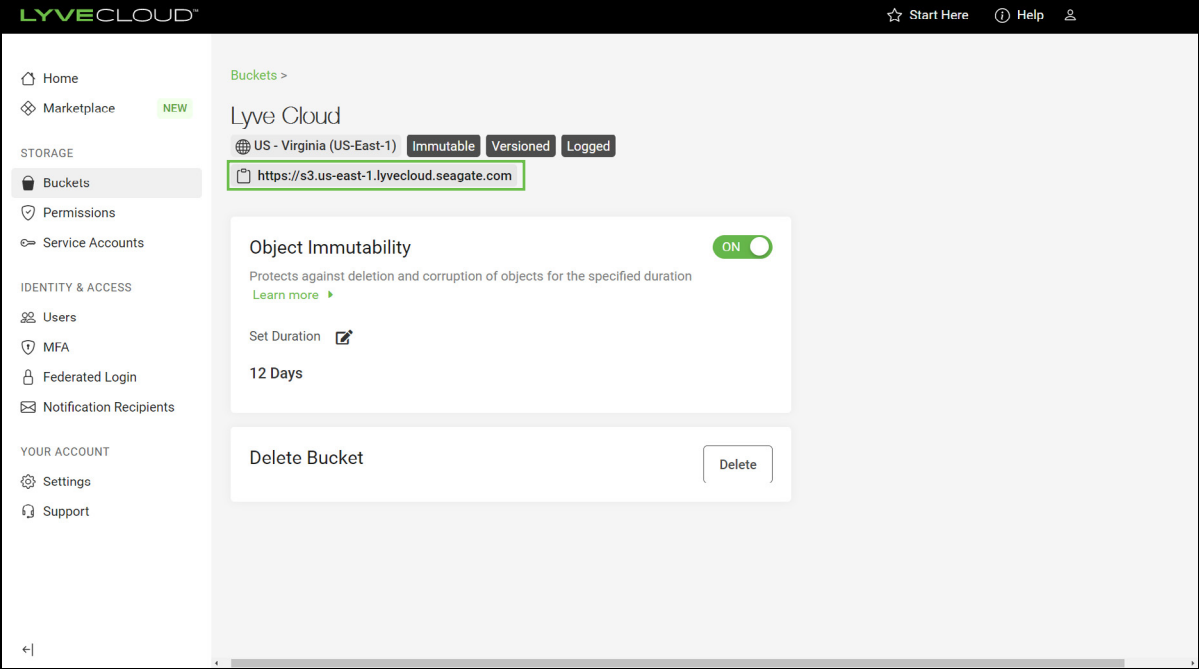 LYVECLOUD™
Start Here
Help
Home
Marketplace NEW
STORAGE
Buckets
Permissions
Service Accounts
IDENTITY & ACCESS
Users
MFA
Federated Login
Notification Recipients
YOUR ACCOUNT
Settings
Support
Buckets >
Lyve Cloud
US - Virginia (US-East-1) Immutable Versioned Logged
https://s3.us-east-1.lyvecloud.seagate.com
Object Immutability ON
Protects against deletion and corruption of objects for the specified duration
Learn more
Set Duration
12 Days
Delete Bucket Delete